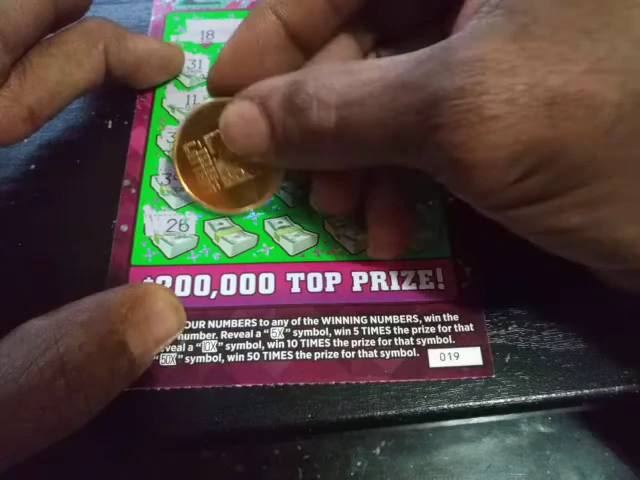 18
31
11
26
00,000 TOP PRIZE!
OUR NUMBERS to any of the WINNING NUMBERS, win the
number. Reveal a "5X" symbol, win 5 TIMES the prize for that
veal a "10X" symbol, win 10 TIMES the prize for that symbol.
"50X" symbol, win 50 TIMES the prize for that symbol.
019